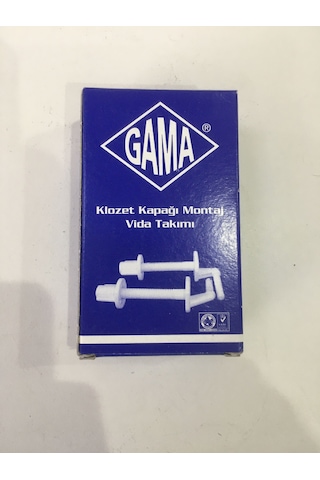 GAMA ®
Klozet Kapağı Montaj
Vida Takımı